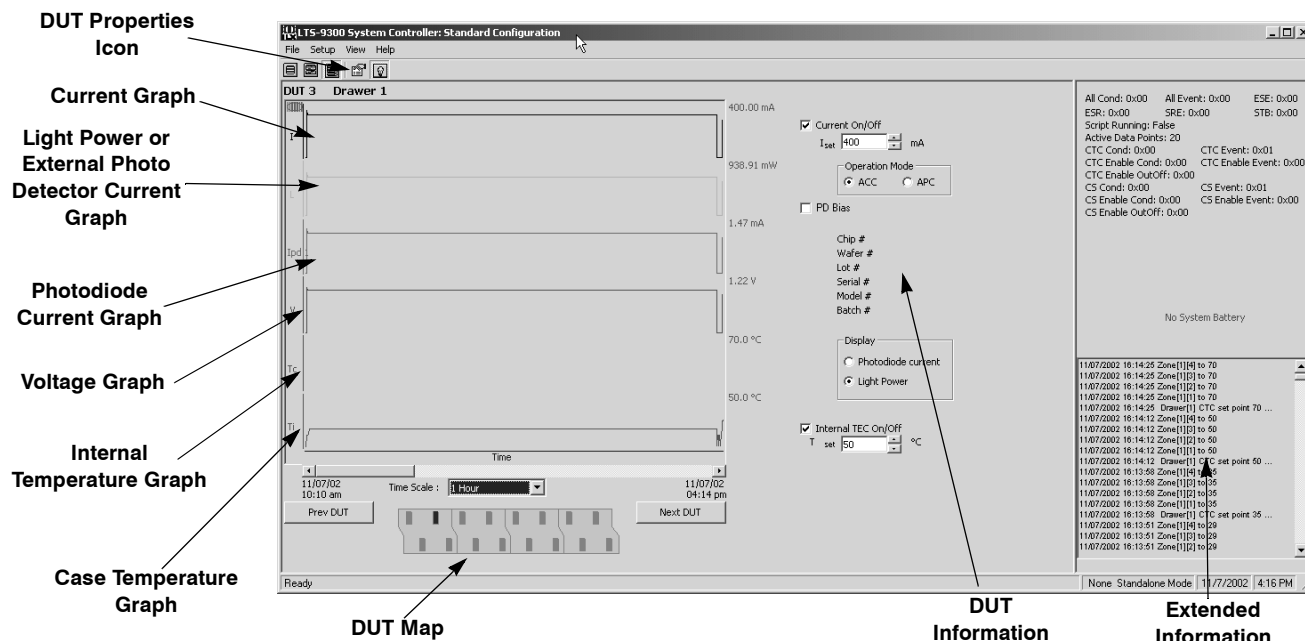 DUT Properties
Icon
Current Graph
Light Power or
External Photo
Detector Current
Graph
Photodiode
Current Graph
Voltage Graph
Internal
Temperature Graph
Case Temperature
Graph
DUT Map
DUT
Information
Extended
Information
LTS-9300 System Controller: Standard Configuration
File Setup View Help
DUT 3 Drawer 1
I
400.00 mA
L
938.91 mW
Ipd
1.47 mA
V
1.22 V
Tc
70.0 °C
Ti
50.0 °C
Time
11/07/02
10:10 am
Time Scale : 1 Hour
11/07/02
04:14 pm
Prev DUT
Next DUT
Current On/Off
Iset 400 mA
Operation Mode
ACC APC
PD Bias
Chip #
Wafer #
Lot #
Serial #
Model #
Batch #
Display
Photodiode current
Light Power
Internal TEC On/Off
T set 50 °C
All Cond: 0x00 All Event: 0x00 ESE: 0x00
ESR: 0x00 SRE: 0x00 STB: 0x00
Script Running: False
Active Data Points: 20
CTC Cond: 0x00 CTC Event: 0x01
CTC Enable Cond: 0x00 CTC Enable Event: 0x00
CTC Enable OutOff: 0x00
CS Cond: 0x00 CS Event: 0x01
CS Enable Cond: 0x00 CS Enable Event: 0x00
CS Enable OutOff: 0x00
No System Battery
11/07/2002 16:14:25 Zone[1][4] to 70
11/07/2002 16:14:25 Zone[1][3] to 70
11/07/2002 16:14:25 Zone[1][2] to 70
11/07/2002 16:14:25 Zone[1][1] to 70
11/07/2002 16:14:25 Drawer[1] CTC set point 70 ...
11/07/2002 16:14:12 Zone[1][4] to 50
11/07/2002 16:14:12 Zone[1][3] to 50
11/07/2002 16:14:12 Zone[1][2] to 50
11/07/2002 16:14:12 Zone[1][1] to 50
11/07/2002 16:14:12 Drawer[1] CTC set point 50 ...
11/07/2002 16:13:58 Zone[1][4] to 35
11/07/2002 16:13:58 Zone[1][3] to 35
11/07/2002 16:13:58 Zone[1][2] to 35
11/07/2002 16:13:58 Zone[1][1] to 35
11/07/2002 16:13:58 Drawer[1] CTC set point 35 ...
11/07/2002 16:13:51 Zone[1][4] to 29
11/07/2002 16:13:51 Zone[1][3] to 29
11/07/2002 16:13:51 Zone[1][2] to 29
Ready
None Standalone Mode 11/7/2002 4:16 PM